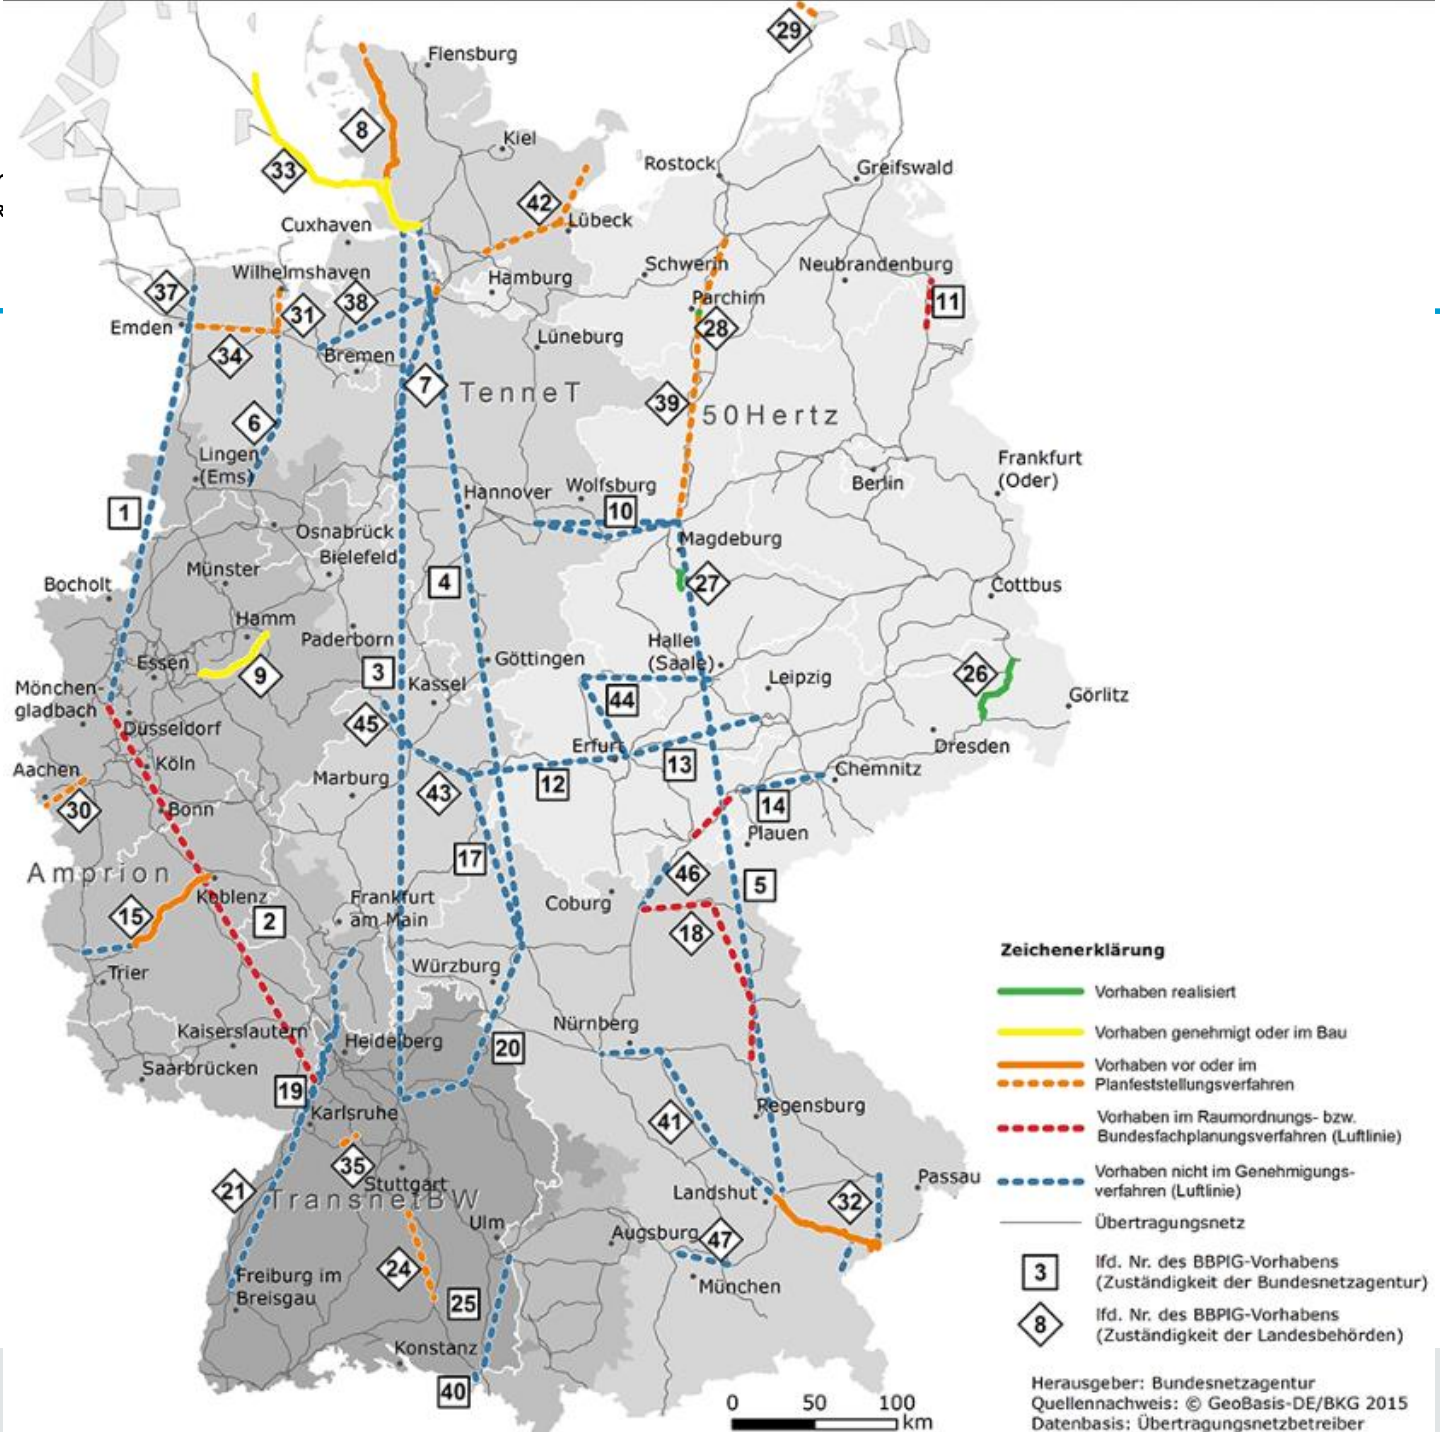 29
Flensburg
8
Kiel
33
Rostock
Greifswald
42
Cuxhaven
Lübeck
Wilhelmshaven
Schwerin
Neubrandenburg
37
31
38
Hamburg
Parchim
11
Emden
28
34
Bremen
Lüneburg
7
TenneT
39
50Hertz
6
Lingen
(Ems)
Berlin
Frankfurt
(Oder)
1
Hannover
Wolfsburg
10
Osnabrück
Magdeburg
Bielefeld
Münster
4
27
Bocholt
Cottbus
Hamm
Paderborn
Halle
(Saale)
Essen
9
3
Göttingen
26
Mönchen-
gladbach
Kassel
44
Leipzig
Görlitz
45
Düsseldorf
Erfurt
Dresden
Aachen
Köln
Marburg
43
12
13
Chemnitz
30
Bonn
14
Plauen
17
Amprion
46
5
Koblenz
Frankfurt
am Main
Coburg
15
2
18
Trier
Würzburg
Kaiserslautern
Nürnberg
Heidelberg
20
Saarbrücken
19
Karlsruhe
Regensburg
41
35
Stuttgart
21
TransnetBW
Landshut
32
Passau
Ulm
Augsburg
47
24
Freiburg im
Breisgau
25
München
Konstanz
40
Zeichenerklärung
Vorhaben realisiert
Vorhaben genehmigt oder im Bau
Vorhaben vor oder im
Planfeststellungsverfahren
Vorhaben im Raumordnungs- bzw.
Bundesfachplanungsverfahren (Luftlinie)
Vorhaben nicht im Genehmigungs-
verfahren (Luftlinie)
Übertragungsnetz
3
lfd. Nr. des BBPlG-Vorhabens
(Zuständigkeit der Bundesnetzagentur)
8
lfd. Nr. des BBPlG-Vorhabens
(Zuständigkeit der Landesbehörden)
Herausgeber: Bundesnetzagentur
Quellennachweis: © GeoBasis-DE/BKG 2015
Datenbasis: Übertragungsnetzbetreiber
0 50 100
km